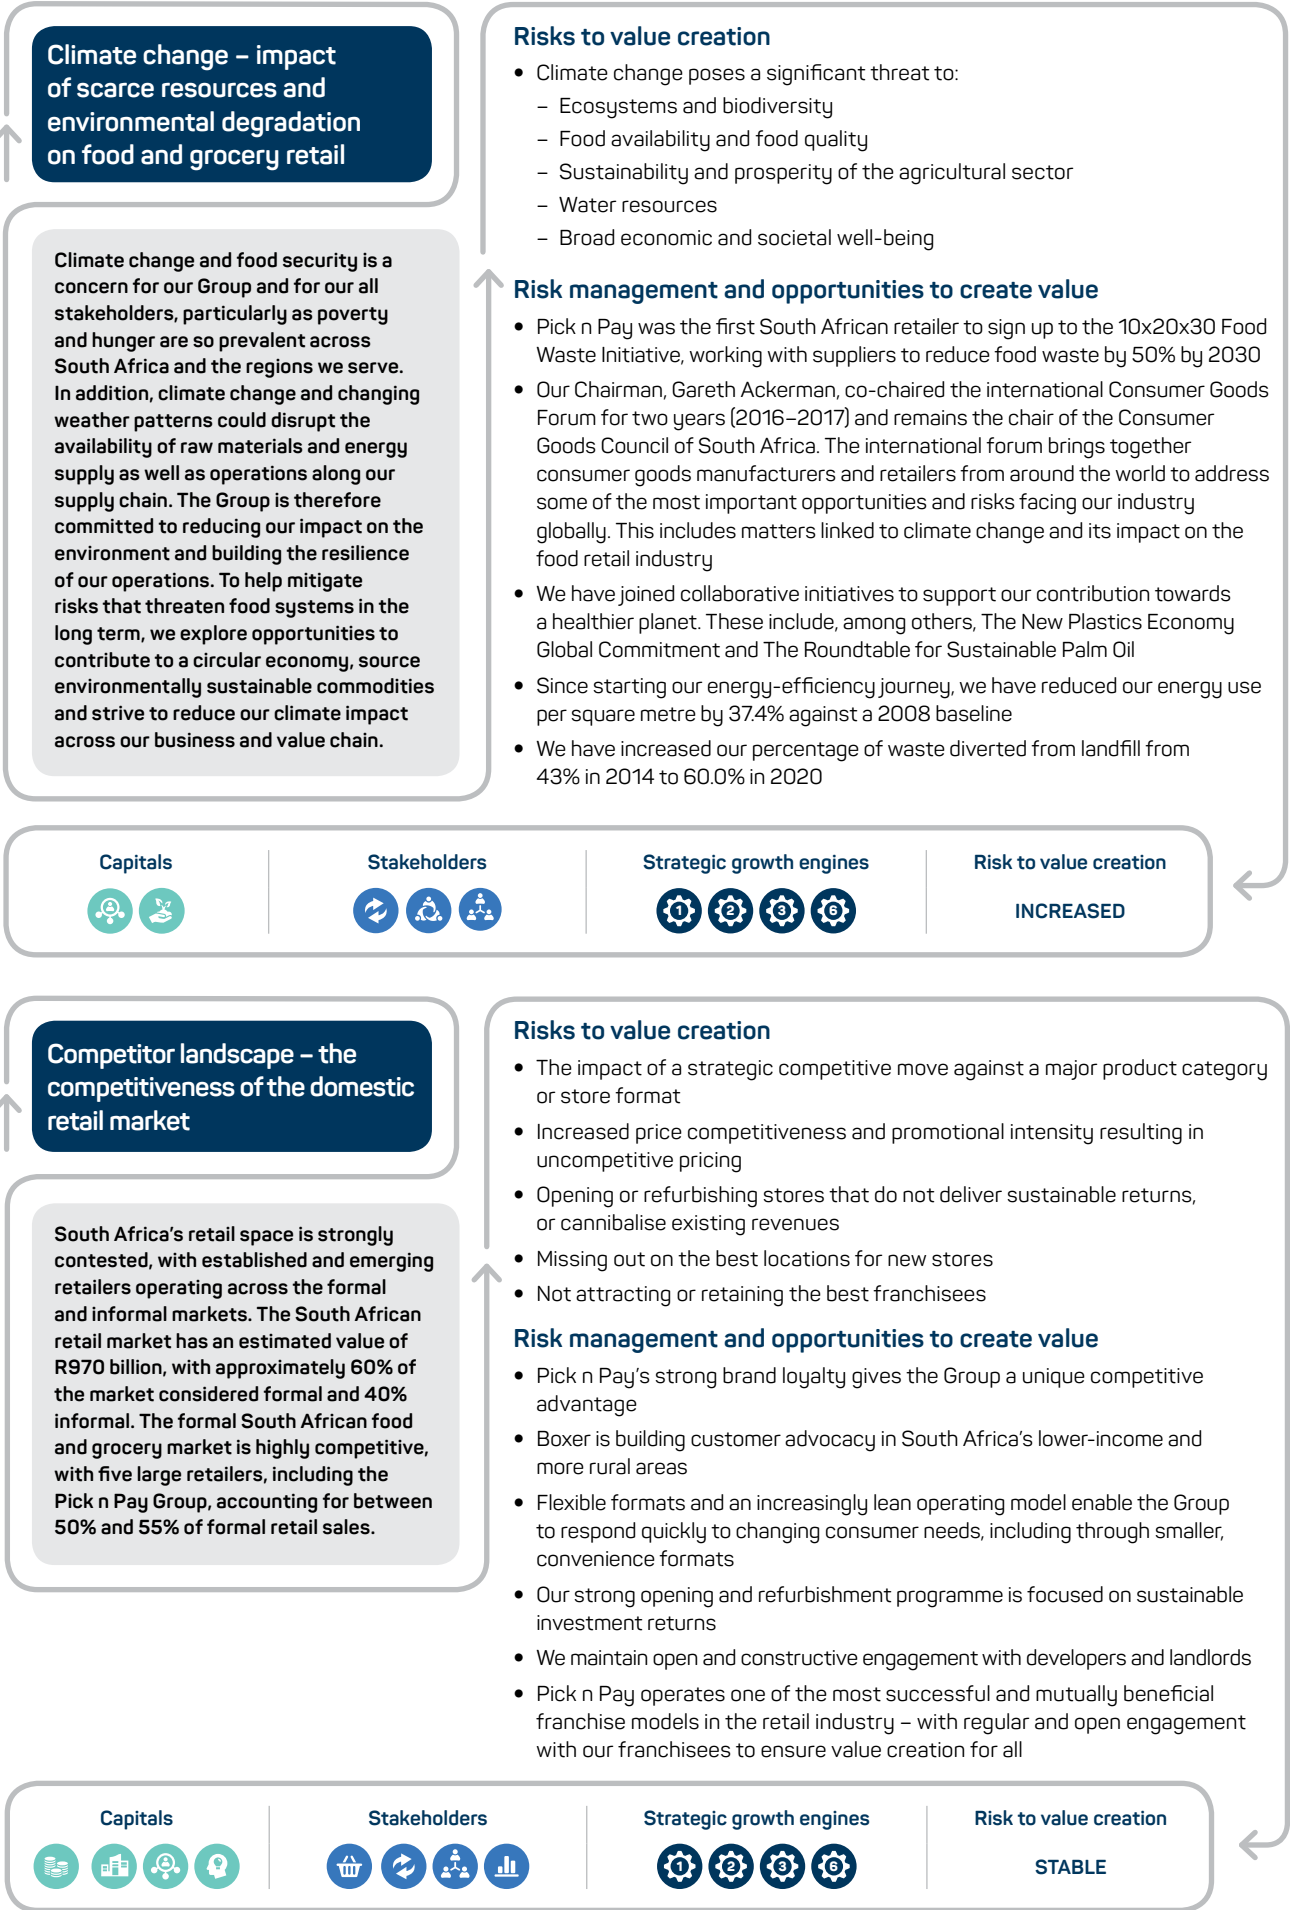 Climate change – impact
of scarce resources and
environmental degradation
on food and grocery retail
Climate change and food security is a
concern for our Group and for our all
stakeholders, particularly as poverty
and hunger are so prevalent across
South Africa and the regions we serve.
In addition, climate change and changing
weather patterns could disrupt the
availability of raw materials and energy
supply as well as operations along our
supply chain. The Group is therefore
committed to reducing our impact on the
environment and building the resilience
of our operations. To help mitigate
risks that threaten food systems in the
long term, we explore opportunities to
contribute to a circular economy, source
environmentally sustainable commodities
and strive to reduce our climate impact
across our business and value chain.
Risks to value creation
• Climate change poses a significant threat to:
– Ecosystems and biodiversity
– Food availability and food quality
– Sustainability and prosperity of the agricultural sector
– Water resources
– Broad economic and societal well-being
Risk management and opportunities to create value
• Pick n Pay was the first South African retailer to sign up to the 10x20x30 Food
Waste Initiative, working with suppliers to reduce food waste by 50% by 2030
• Our Chairman, Gareth Ackerman, co-chaired the international Consumer Goods
Forum for two years (2016–2017) and remains the chair of the Consumer
Goods Council of South Africa. The international forum brings together
consumer goods manufacturers and retailers from around the world to address
some of the most important opportunities and risks facing our industry
globally. This includes matters linked to climate change and its impact on the
food retail industry
• We have joined collaborative initiatives to support our contribution towards
a healthier planet. These include, among others, The New Plastics Economy
Global Commitment and The Roundtable for Sustainable Palm Oil
• Since starting our energy-efficiency journey, we have reduced our energy use
per square metre by 37.4% against a 2008 baseline
• We have increased our percentage of waste diverted from landfill from
43% in 2014 to 60.0% in 2020
Capitals
Stakeholders
Strategic growth engines
1 2 3 6
Risk to value creation
INCREASED
Competitor landscape – the
competitiveness of the domestic
retail market
South Africa's retail space is strongly
contested, with established and emerging
retailers operating across the formal
and informal markets. The South African
retail market has an estimated value of
R970 billion, with approximately 60% of
the market considered formal and 40%
informal. The formal South African food
and grocery market is highly competitive,
with five large retailers, including the
Pick n Pay Group, accounting for between
50% and 55% of formal retail sales.
Risks to value creation
• The impact of a strategic competitive move against a major product category
or store format
• Increased price competitiveness and promotional intensity resulting in
uncompetitive pricing
• Opening or refurbishing stores that do not deliver sustainable returns,
or cannibalise existing revenues
• Missing out on the best locations for new stores
• Not attracting or retaining the best franchisees
Risk management and opportunities to create value
• Pick n Pay's strong brand loyalty gives the Group a unique competitive
advantage
• Boxer is building customer advocacy in South Africa's lower-income and
more rural areas
• Flexible formats and an increasingly lean operating model enable the Group
to respond quickly to changing consumer needs, including through smaller,
convenience formats
• Our strong opening and refurbishment programme is focused on sustainable
investment returns
• We maintain open and constructive engagement with developers and landlords
• Pick n Pay operates one of the most successful and mutually beneficial
franchise models in the retail industry – with regular and open engagement
with our franchisees to ensure value creation for all
Capitals
Stakeholders
Strategic growth engines
1 2 3 6
Risk to value creation
STABLE